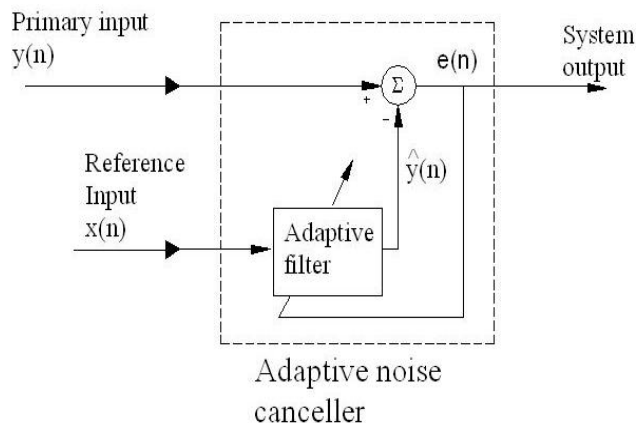 Primary input
y(n)
System
output
e(n)
Σ
+
-
Reference
Input
x(n)
ŷ(n)
Adaptive
filter
Adaptive noise
canceller